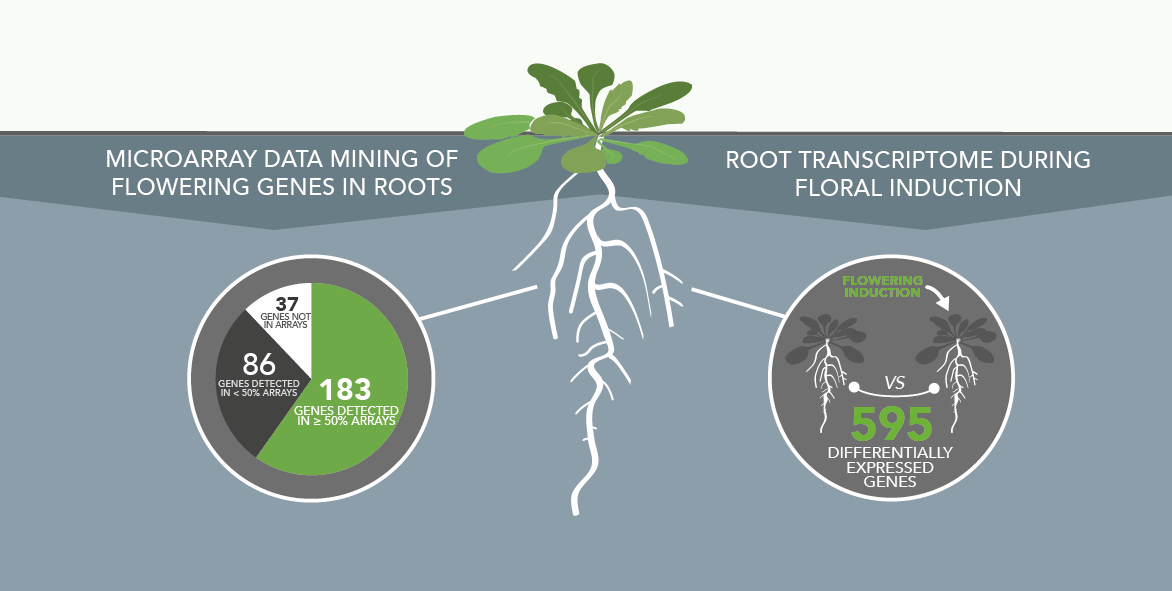 MICROARRAY DATA MINING OF
FLOWERING GENES IN ROOTS
37
GENES NOT
IN ARRAYS
86
GENES DETECTED
IN < 50% ARRAYS
183
GENES DETECTED
IN ≥ 50% ARRAYS
ROOT TRANSCRIPTOME DURING
FLORAL INDUCTION
FLOWERING
INDUCTION
VS
595
DIFFERENTIALLY
EXPRESSED
GENES